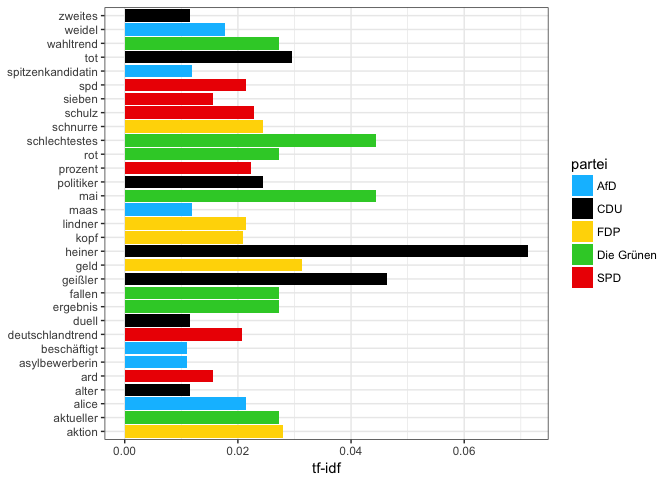 zweites
weidel
wahltrend
tot
spitzenkandidatin
spd
sieben
schulz
schnurre
schlechtestes
rot
prozent
politiker
mai
maas
lindner
kopf
heiner
geld
geißler
fallen
ergebnis
duell
deutschlandtrend
beschäftigt
asylbewerberin
ard
alter
alice
aktueller
aktion
0.00 0.02 0.04 0.06
tf-idf
partei
AfD
CDU
FDP
Die Grünen
SPD